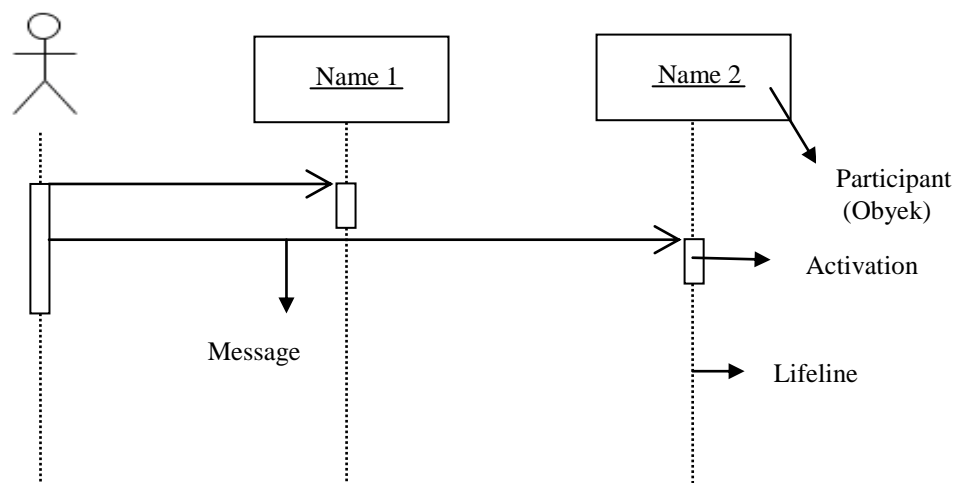 Name 1
Name 2
Participant
(Obyek)
Activation
Message
Lifeline